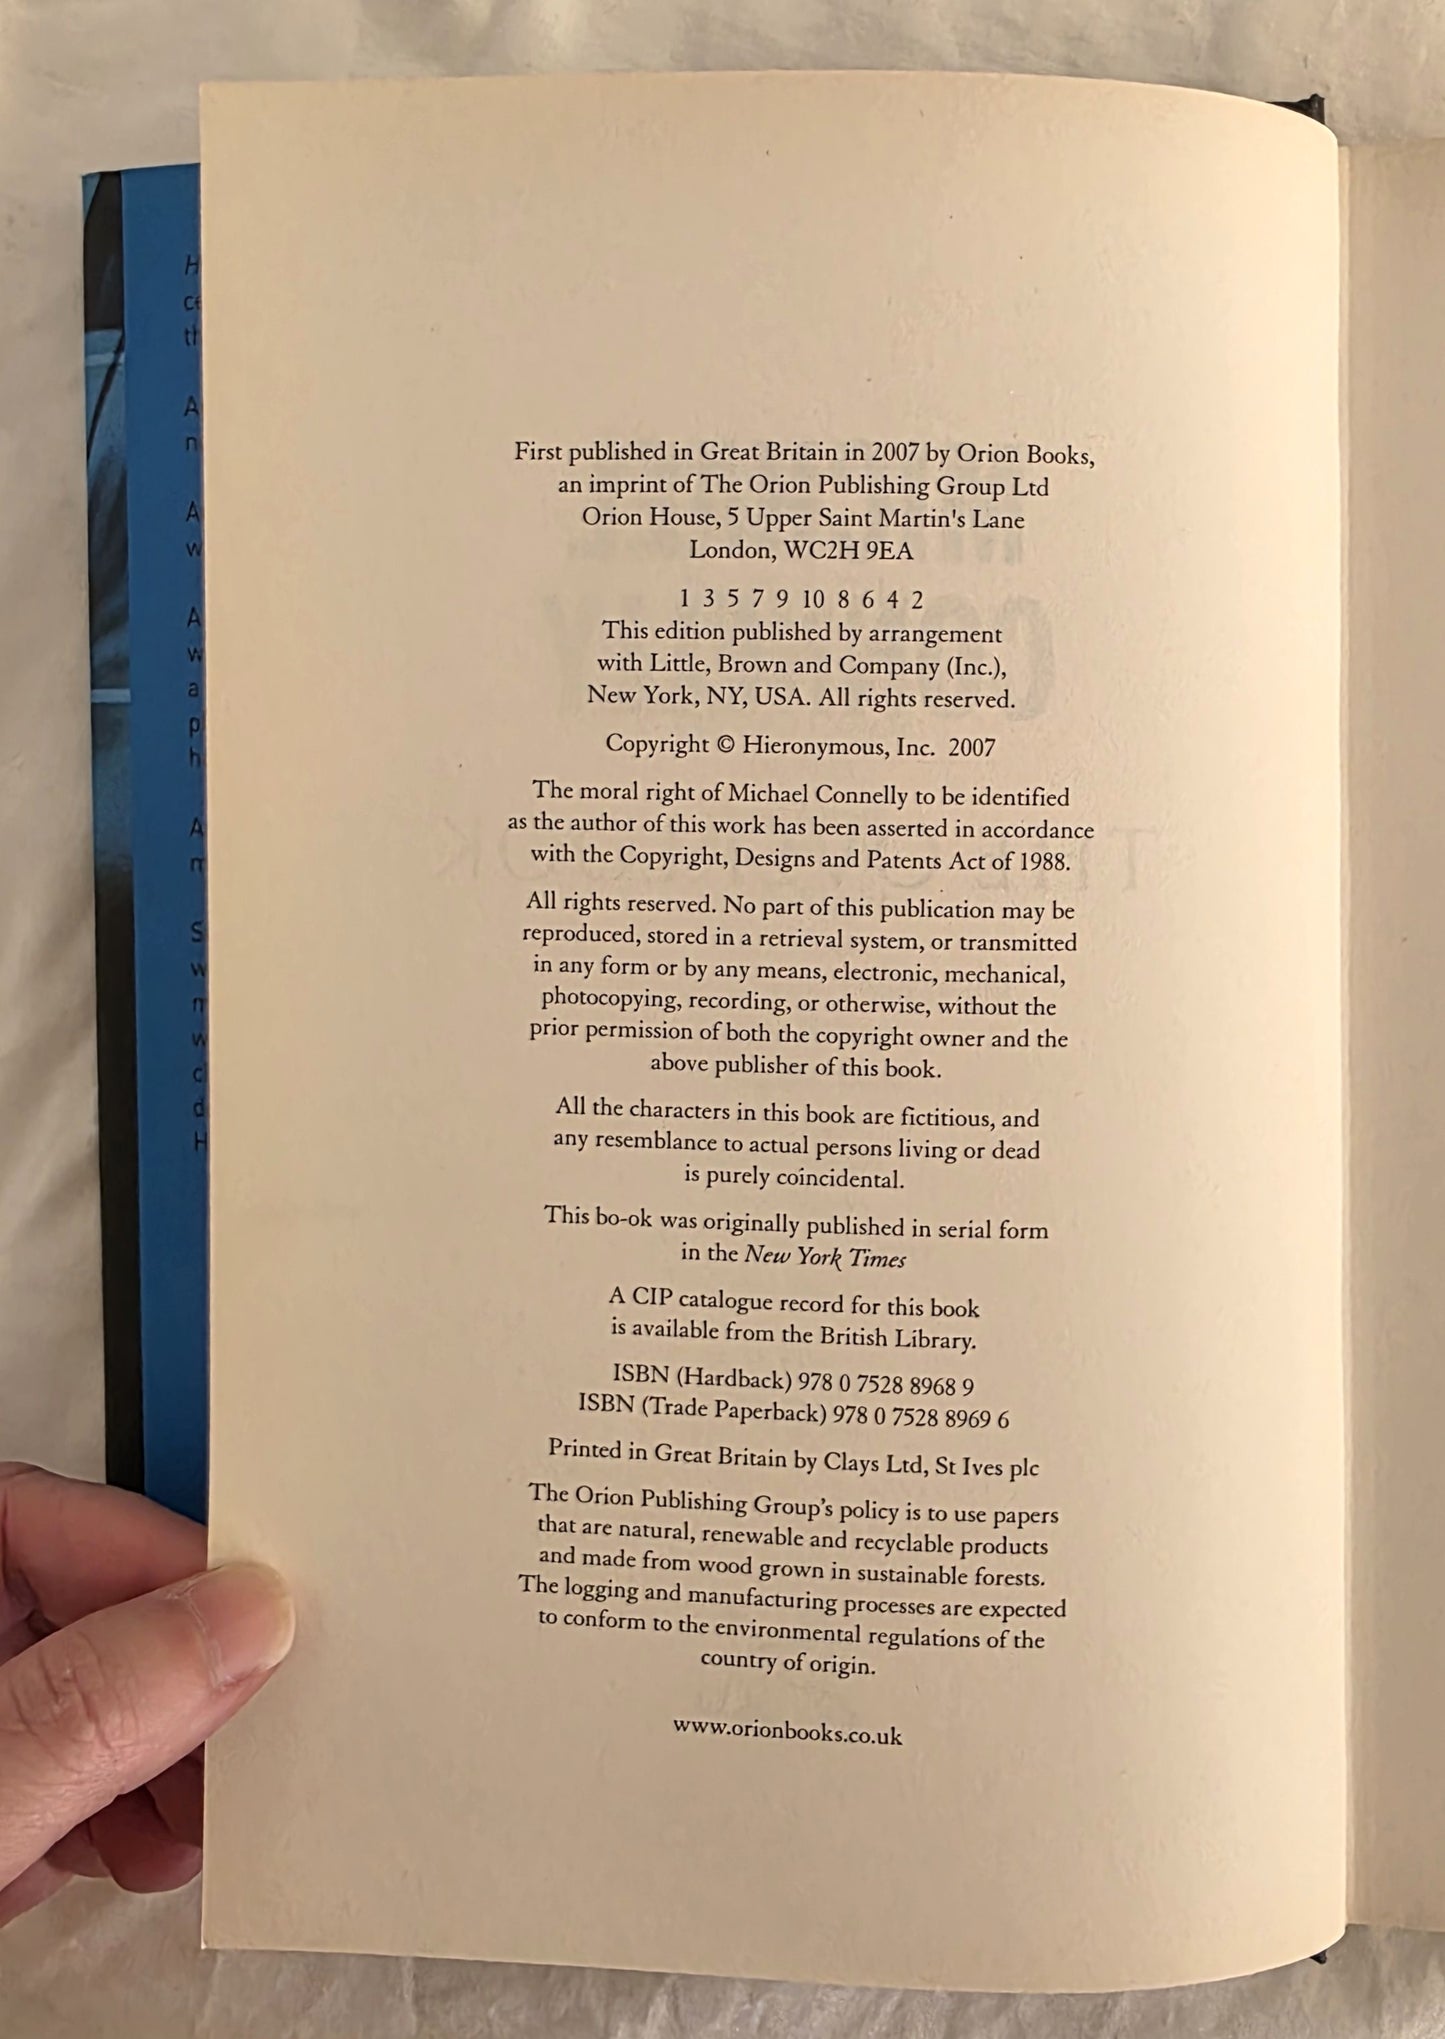 First published in Great Britain in 2007 by Orion Books,
an imprint of The Orion Publishing Group Ltd
Orion House, 5 Upper Saint Martin's Lane
London, WC2H 9EA
1 3 5 7 9 10 8 6 4 2
This edition published by arrangement
with Little, Brown and Company (Inc.),
New York, NY, USA. All rights reserved.
Copyright © Hieronymous, Inc. 2007
The moral right of Michael Connelly to be identified
as the author of this work has been asserted in accordance
with the Copyright, Designs and Patents Act of 1988.
All rights reserved. No part of this publication may be
reproduced, stored in a retrieval system, or transmitted
in any form or by any means, electronic, mechanical,
photocopying, recording, or otherwise, without the
prior permission of both the copyright owner and the
above publisher of this book.
All the characters in this book are fictitious, and
any resemblance to actual persons living or dead
is purely coincidental.
This bo-ok was originally published in serial form
in the New York Times
A CIP catalogue record for this book
is available from the British Library.
ISBN (Hardback) 978 0 7528 8968 9
ISBN (Trade Paperback) 978 0 7528 8969 6
Printed in Great Britain by Clays Ltd, St Ives plc
The Orion Publishing Group's policy is to use papers
that are natural, renewable and recyclable products
and made from wood grown in sustainable forests.
The logging and manufacturing processes are expected
to conform to the environmental regulations of the
country of origin.
www.orionbooks.co.uk